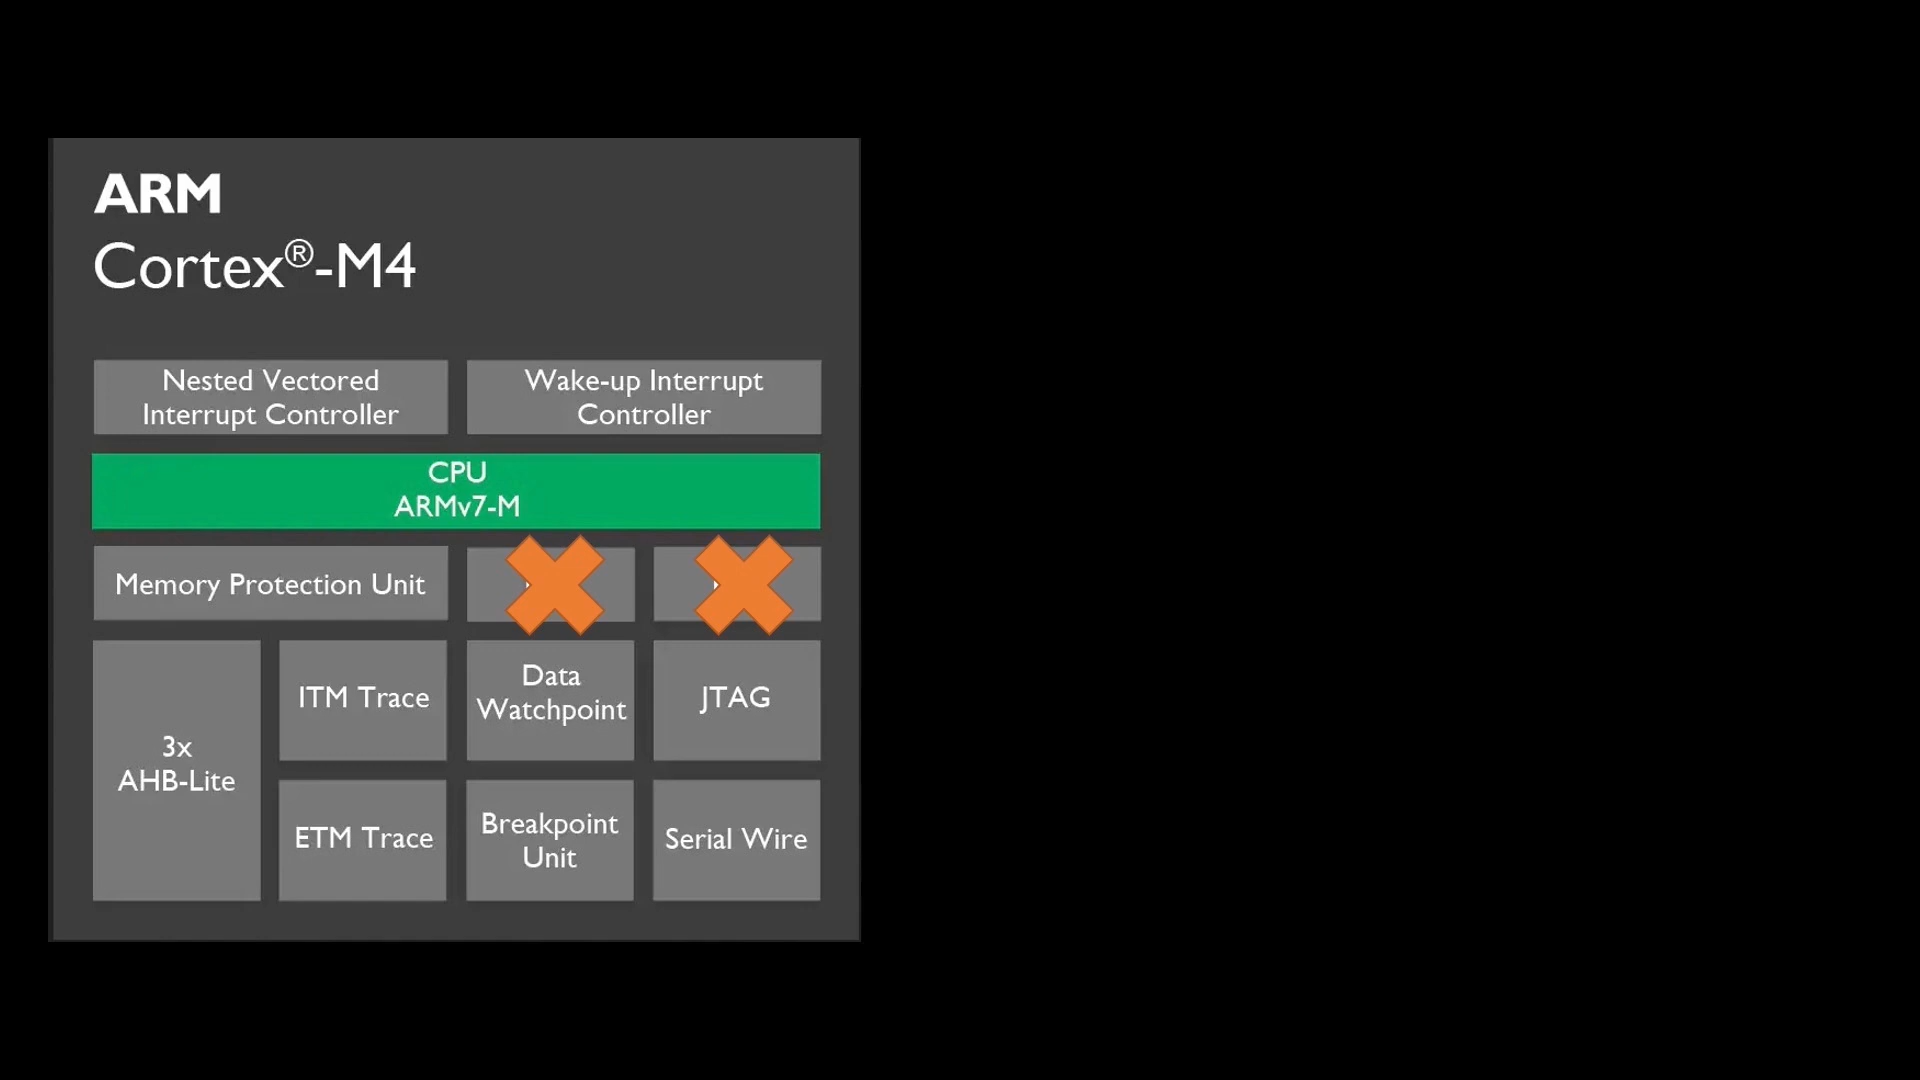 ARM
Cortex®-M4
Nested Vectored
Interrupt Controller
Wake-up Interrupt
Controller
CPU
ARMv7-M
Memory Protection Unit
3x
AHB-Lite
ITM Trace
Data
Watchpoint
JTAG
ETM Trace
Breakpoint
Unit
Serial Wire